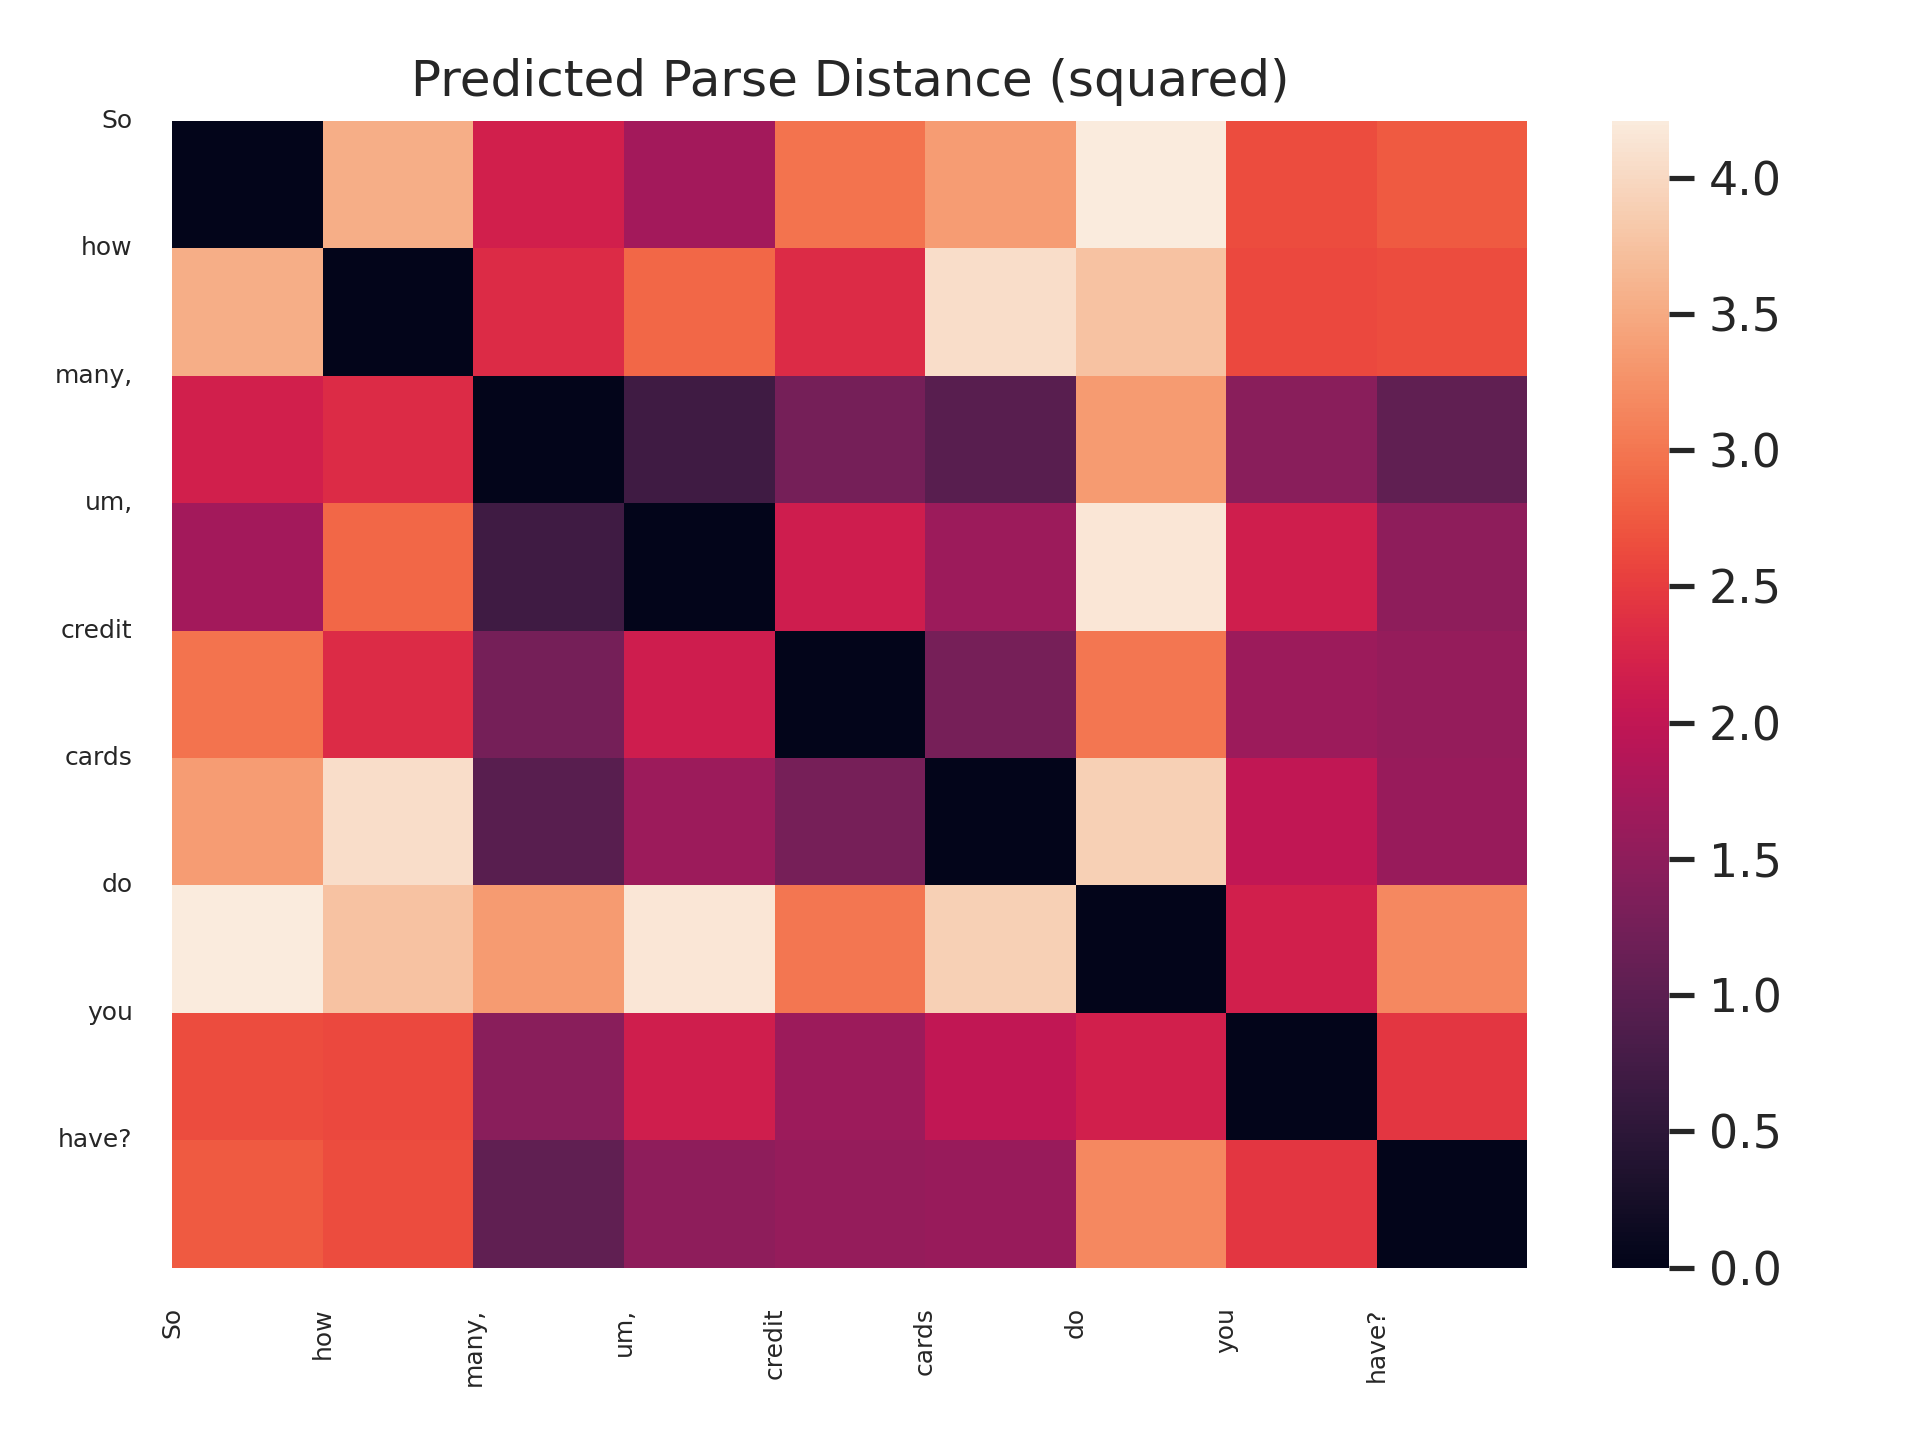 Predicted Parse Distance (squared)
So
how
many,
um,
credit
cards
do
you
have?
4.0
3.5
3.0
2.5
2.0
1.5
1.0
0.5
0.0
So
how
many,
um,
credit
cards
do
you
have?